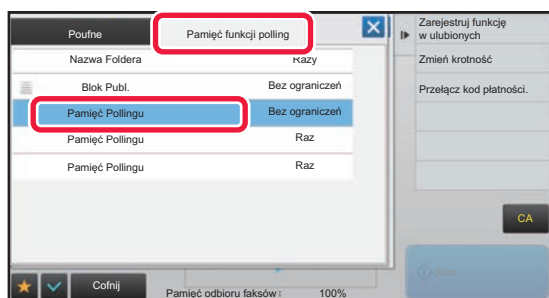 Poufne
Pamięć funkcji polling
Nazwa Foldera Razy
Blok Publ. Bez ograniczeń
Pamięć Pollingu Bez ograniczeń
Pamięć Pollingu Raz
Pamięć Pollingu Raz
Cofnij
Pamięć odbioru faksów : 100%
Zarejestruj funkcję
w ulubionych
Zmień krotność
Przełącz kod płatności.
CA
Start